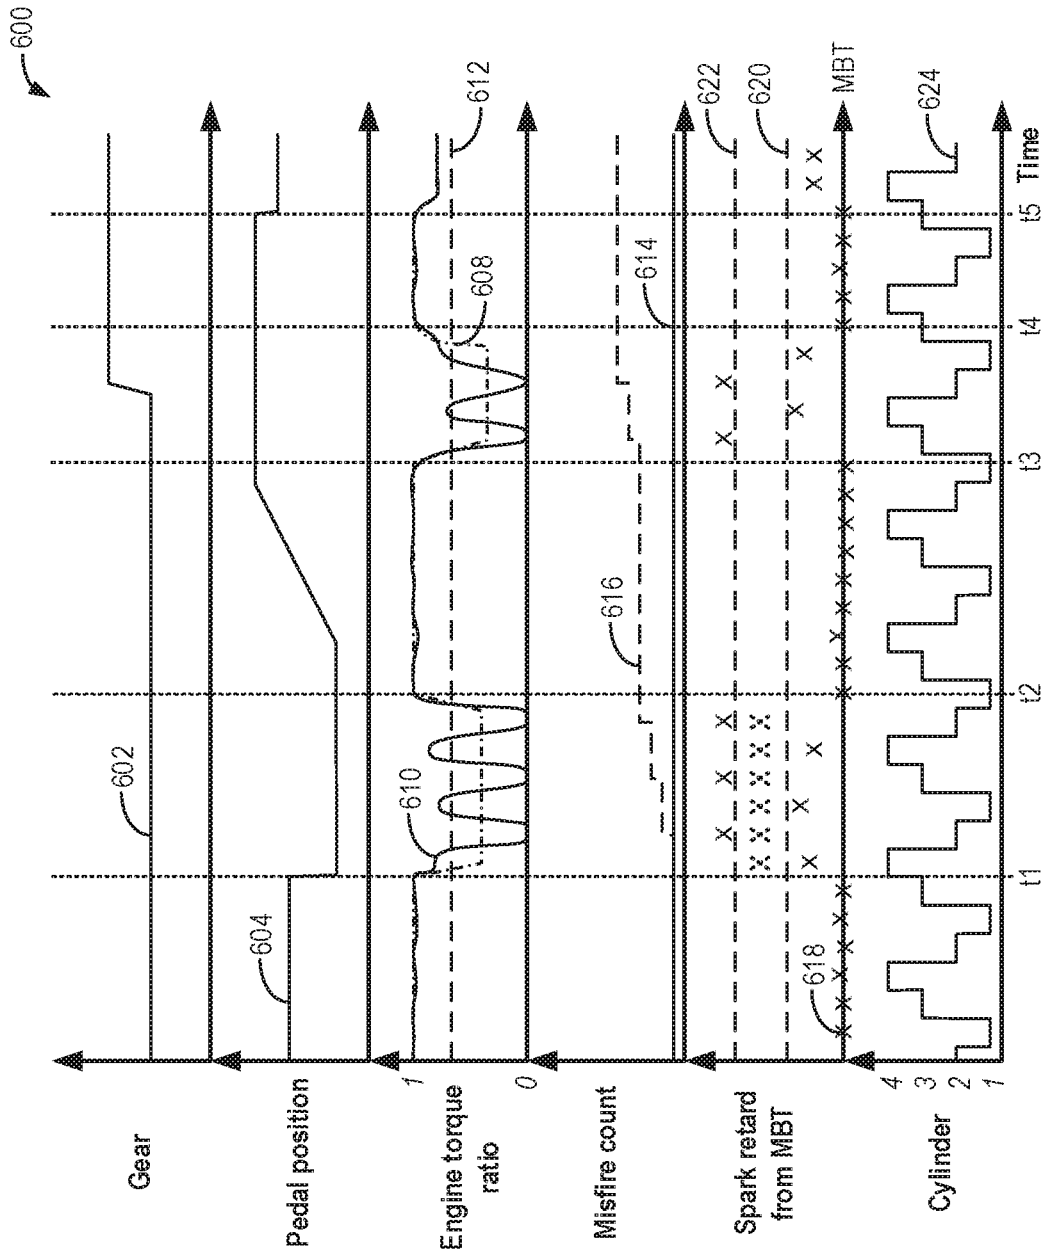 600
Gear
602
Pedal position
604
Engine torque
ratio
1
0
610
608
612
Misfire count
616
614
Spark retard
from MBT
618
622
620
MBT
Cylinder
4
3
2
1
624
t1
t2
t3
t4
t5
Time